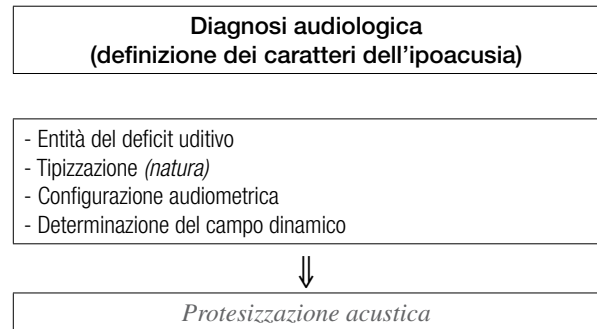 Diagnosi audiologica
(definizione dei caratteri dell'ipoacusia)
- Entità del deficit uditivo
- Tipizzazione (natura)
- Configurazione audiometrica
- Determinazione del campo dinamico
⇓
Protesizzazione acustica